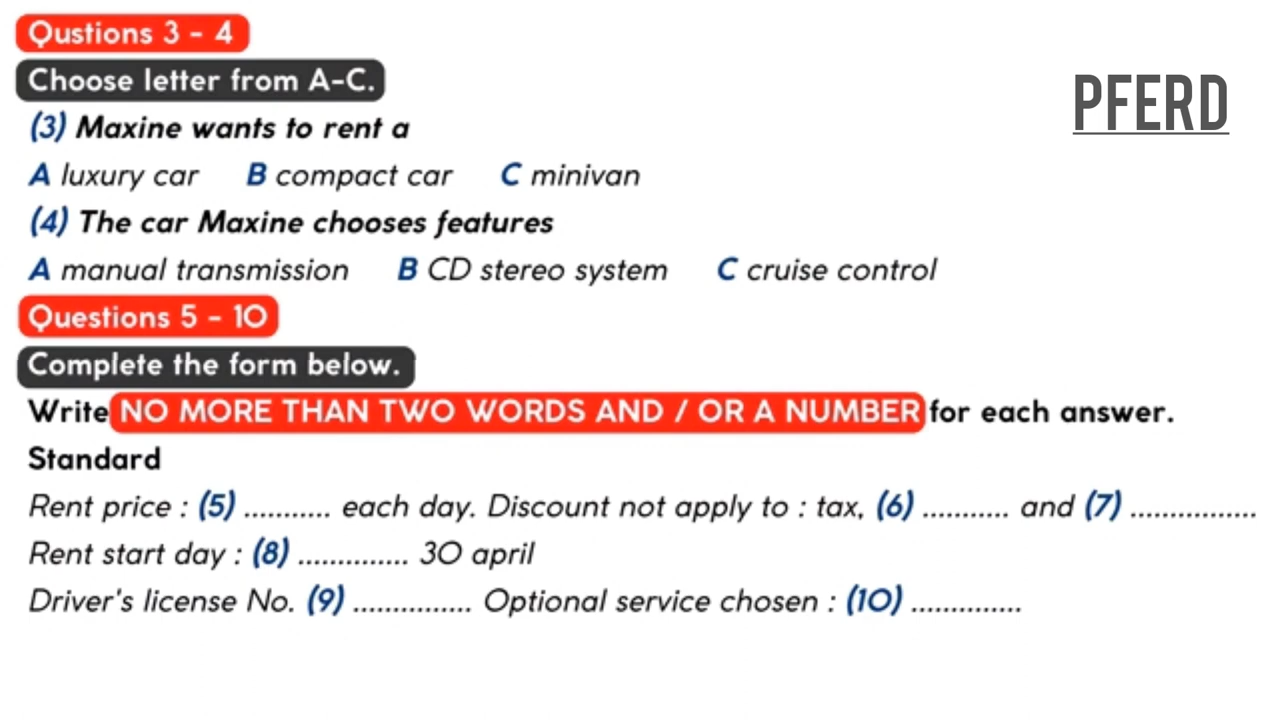 Qustions 3 - 4
Choose letter from A-C.
PFERD
(3) Maxine wants to rent a
A luxury car B compact car C minivan
(4) The car Maxine chooses features
A manual transmission B CD stereo system C cruise control
Questions 5 - 10
Complete the form below.
Write NO MORE THAN TWO WORDS AND / OR A NUMBER for each answer.
Standard
Rent price : (5) ........... each day. Discount not apply to : tax, (6) ........... and (7) ................
Rent start day : (8) .............. 30 april
Driver's license No. (9) ............... Optional service chosen : (10) ..............